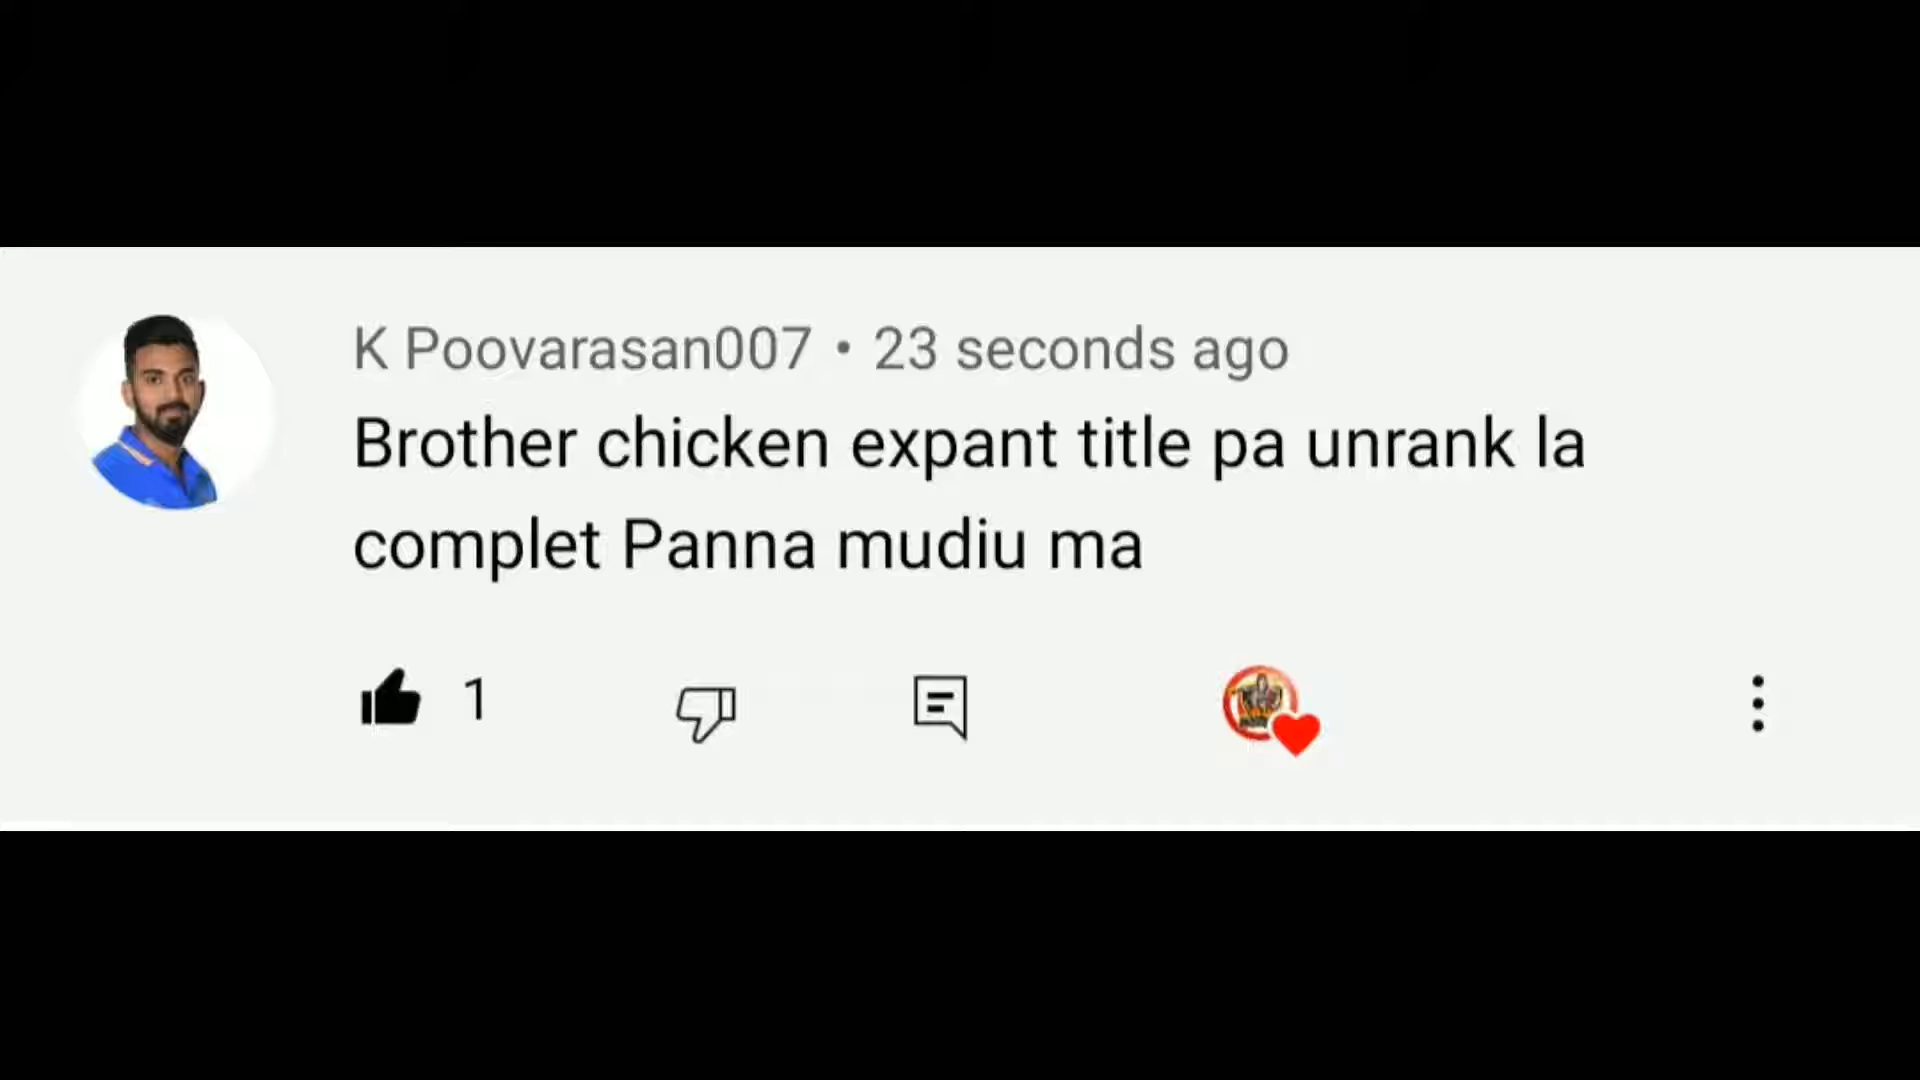 K Poovarasan007 • 23 seconds ago
Brother chicken expant title pa unrank la
complet Panna mudiu ma
1